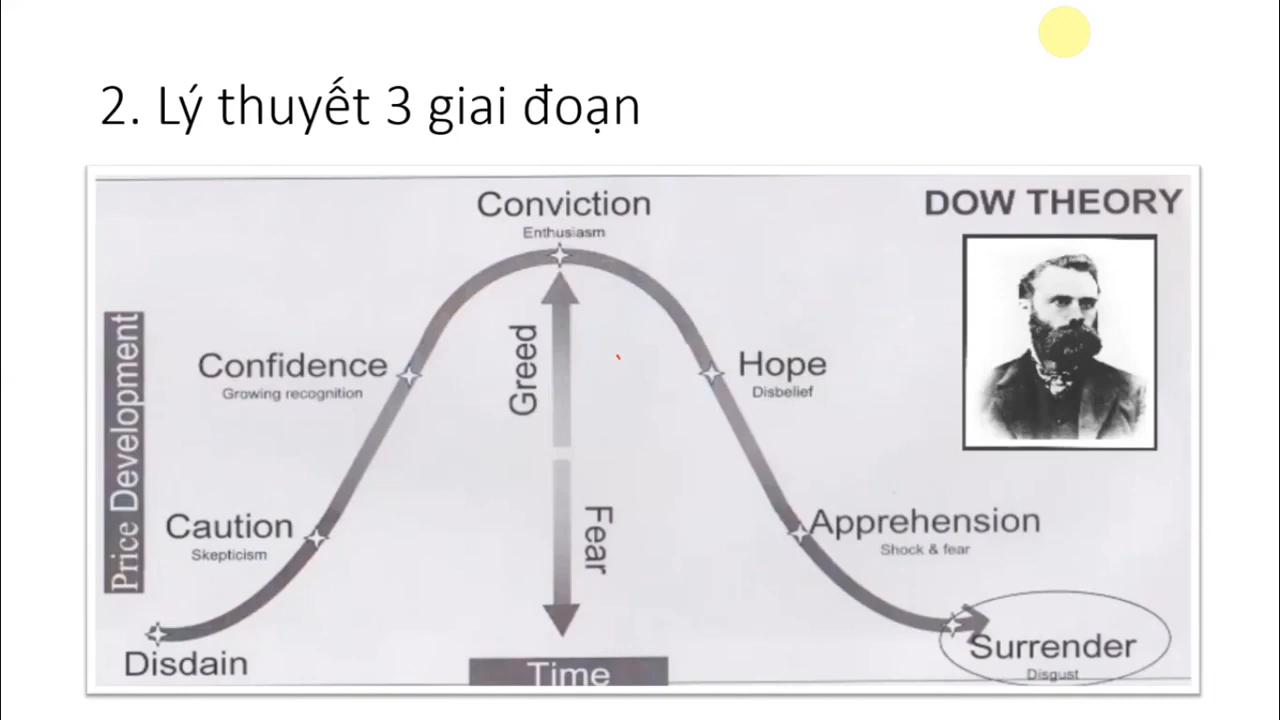 2. Lý thuyết 3 giai đoạn
DOW THEORY
Conviction
Enthusiasm
Price Development
Confidence
Growing recognition
Greed
Hope
Disbelief
Caution
Skepticism
Fear
Apprehension
Shock & fear
Disdain
Time
Surrender
Disgust